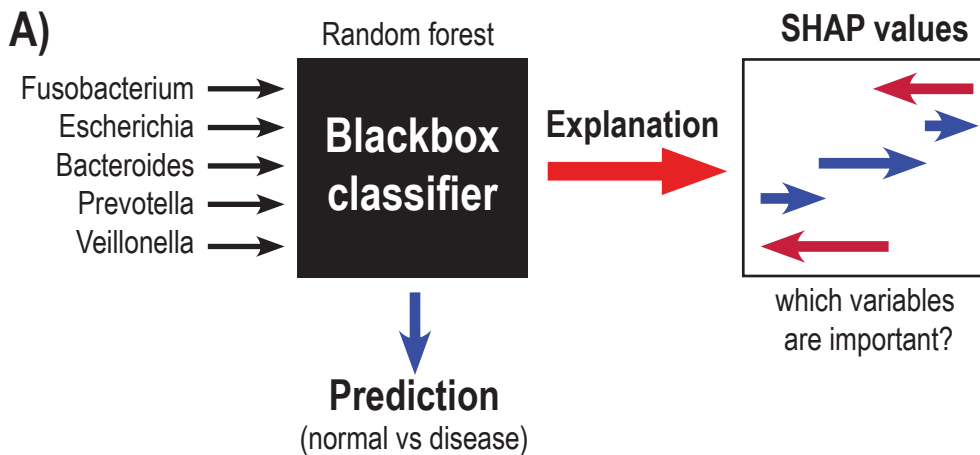 A)
Random forest
SHAP values
Fusobacterium
Escherichia
Bacteroides
Prevotella
Veillonella
Blackbox
classifier
Explanation
which variables
are important?
Prediction
(normal vs disease)